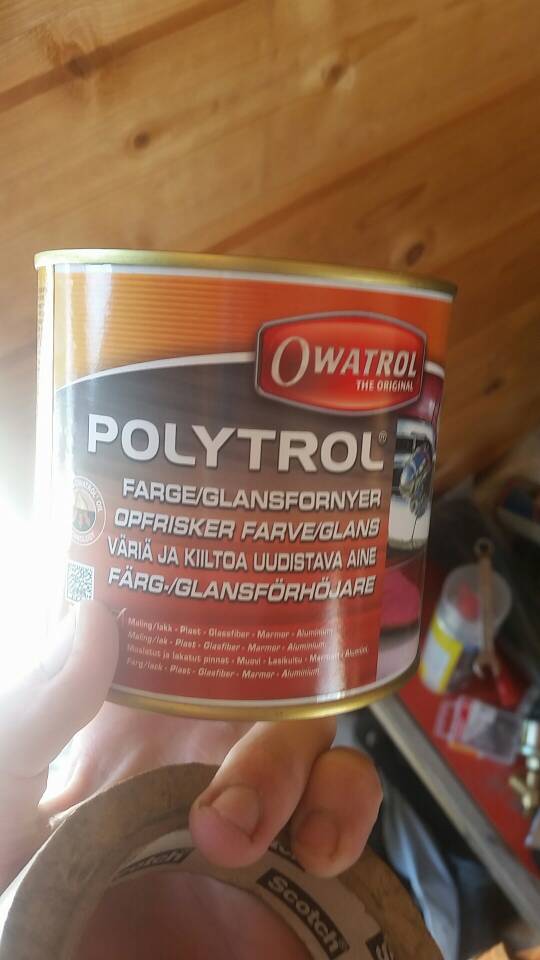 OWATROL
THE ORIGINAL
POLYTROL®
FARGE/GLANSFORNYER
OPFRISKER FARVE/GLANS
VÄRIÄ JA KIILTOA UUDISTAVA AINE
FÄRG-/GLANSFÖRHÖJARE
Maling/lakk - Plast - Glassfiber - Marmor - Aluminium
Maling/lak - Plast - Glasfiber - Marmor - Aluminium
Maalatut ja lakatut pinnat - Muovi - Lasikuitu - Marmori - Alumiini
Färg/lack - Plast - Glasfiber - Marmor - Aluminium
Scotch
Scotch